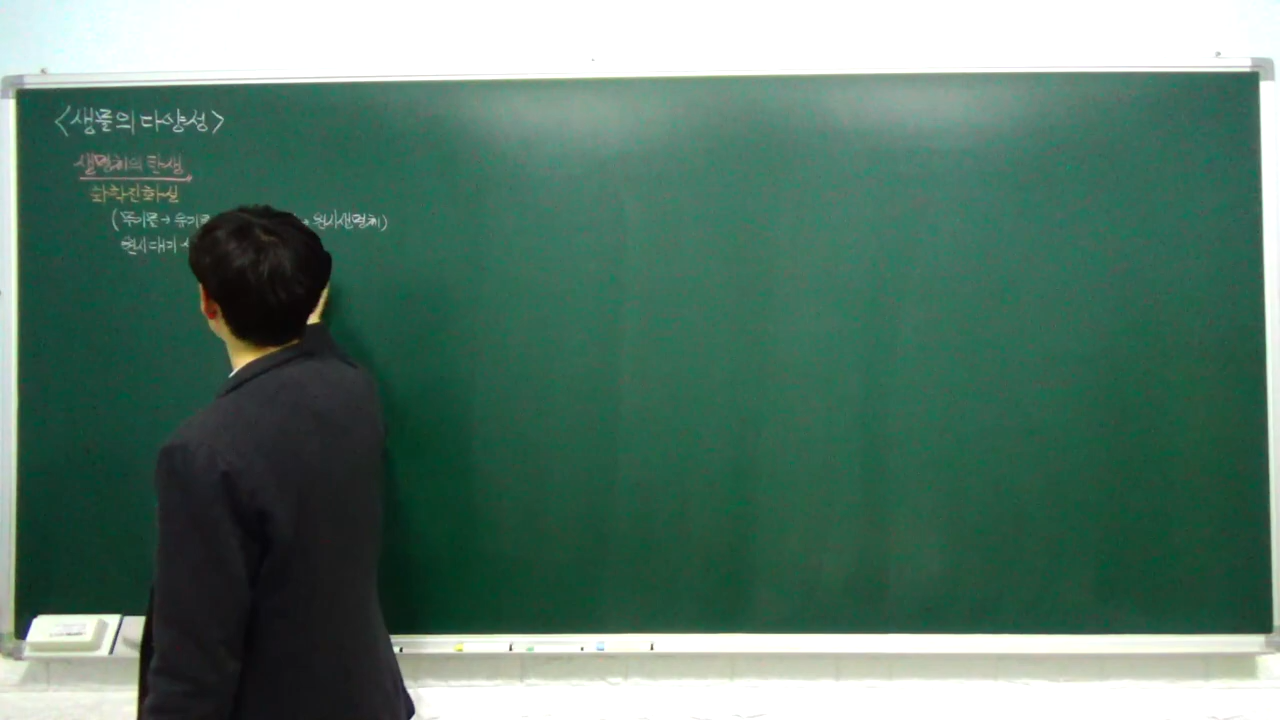 <생물의 다양성>
생명체의 탄생
화학진화설
(무기물 → 유기물 → 원시생명체)
원시대기